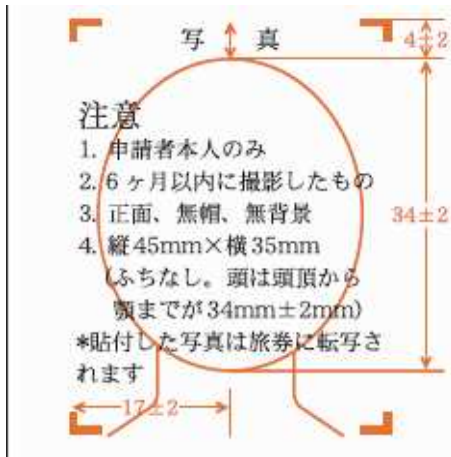 写 真
4±2
注意
1. 申請者本人のみ
2. 6ヶ月以内に撮影したもの
3. 正面、無帽、無背景
34±2
4. 縦45mm×横35mm
(ふちなし。頭は頭頂から
顎までが34mm±2mm)
*貼付した写真は旅券に転写さ
れます
17±2